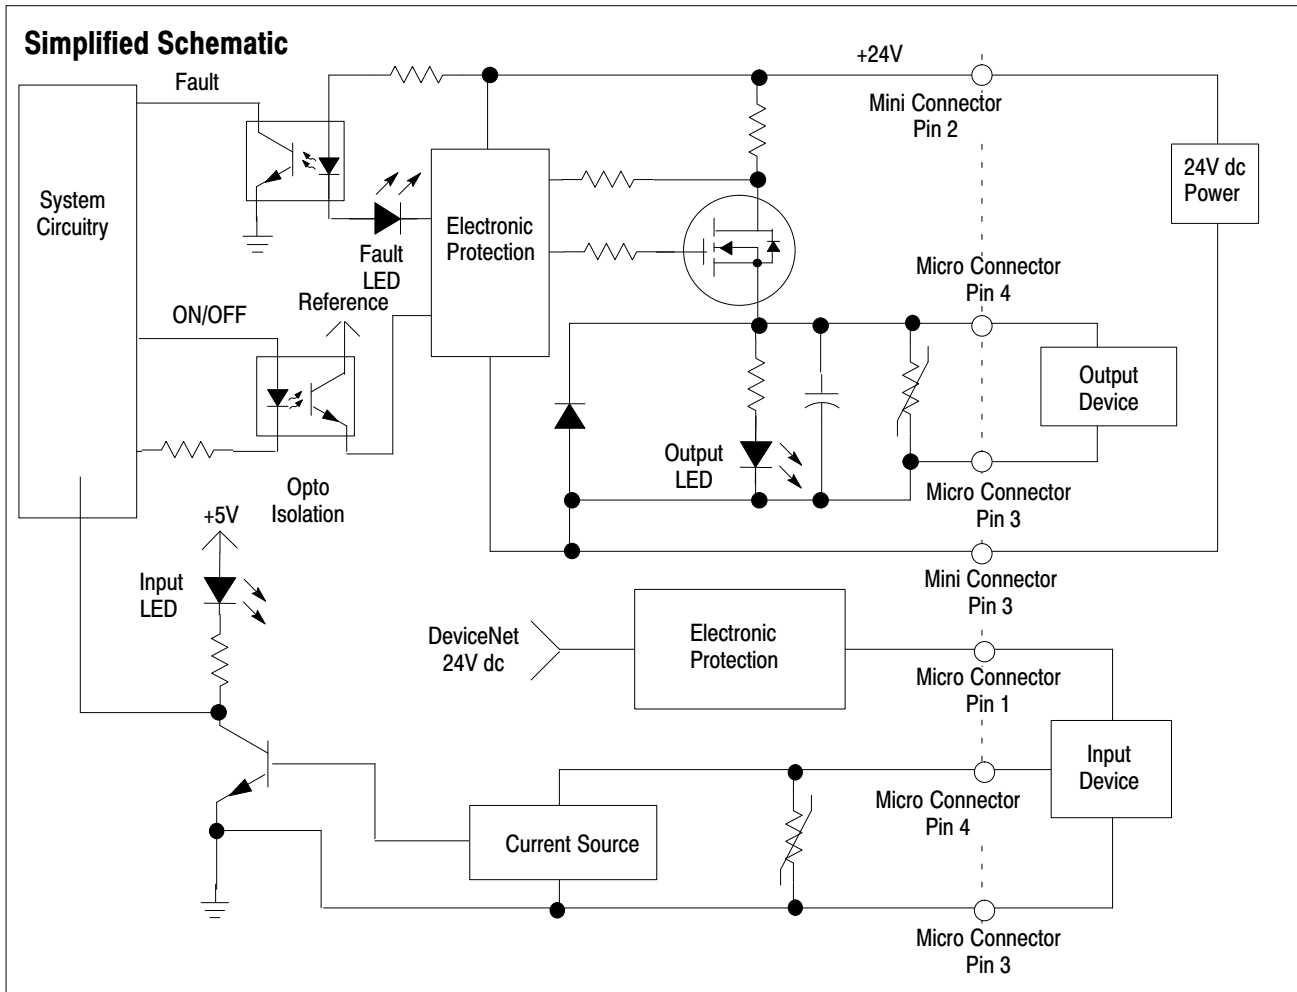 Simplified Schematic
Fault
+24V
Mini Connector
Pin 2
24V dc
Power
System
Circuitry
Electronic
Protection
Fault
LED
Micro Connector
Pin 4
Reference
ON/OFF
Output
Device
Output
LED
Opto
Isolation
Micro Connector
Pin 3
+5V
Input
LED
Mini Connector
Pin 3
DeviceNet
24V dc
Electronic
Protection
Micro Connector
Pin 1
Input
Device
Micro Connector
Pin 4
Current Source
Micro Connector
Pin 3